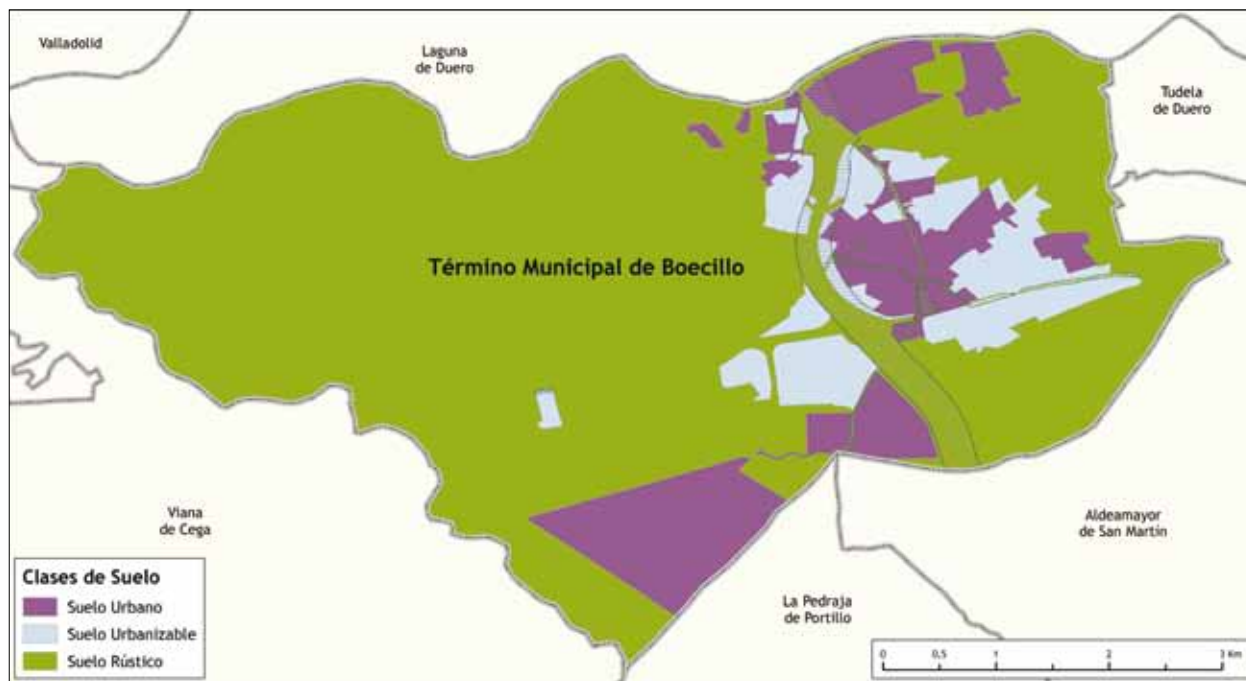 Valladolid
Laguna
de Duero
Tudela
de Duero
Término Municipal de Boecillo
Viana
de Cega
Aldeamayor
de San Martín
La Pedraja
de Portillo
Clases de Suelo
Suelo Urbano
Suelo Urbanizable
Suelo Rústico
0 0,5 1 2 3 Km